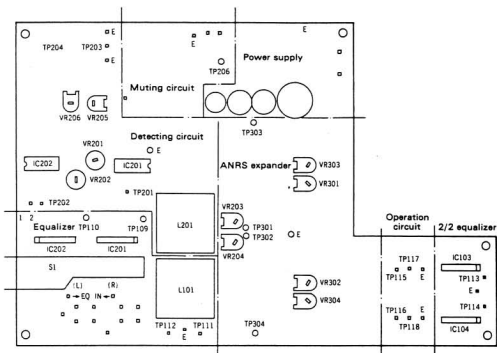 E
E
TP204
TP203
E
E
TP206
Power supply
Muting circuit
VR206
VR205
TP303
Detecting circuit
VR201
E
IC202
IC201
ANRS expander
VR303
VR202
VR301
TP201
1 2
TP202
VR203
Equalizer
TP110
TP109
L201
TP301
TP302
E
Operation circuit
2/2 equalizer
IC202
IC201
VR204
S1
TP117
IC103
TP115
E
TP113
(L)
(R)
L101
VR302
E
EQ IN
VR304
TP116
E
TP114
TP118
IC104
TP112
TP111
E
TP304